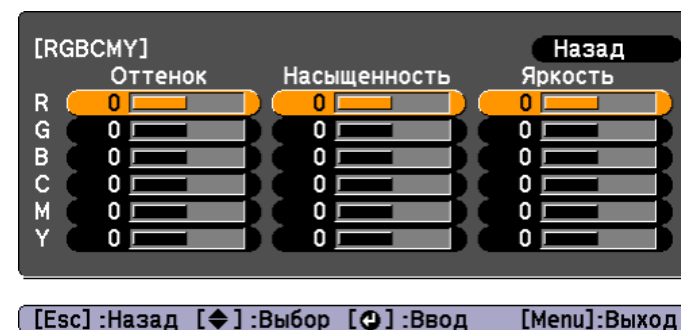 [RGBCMY] Назад
Оттенок Насыщенность Яркость
R 0 0 0
G 0 0 0
B 0 0 0
C 0 0 0
M 0 0 0
Y 0 0 0
[Esc] :Назад [◆] :Выбор [⏎] :Ввод [Menu]:Выход